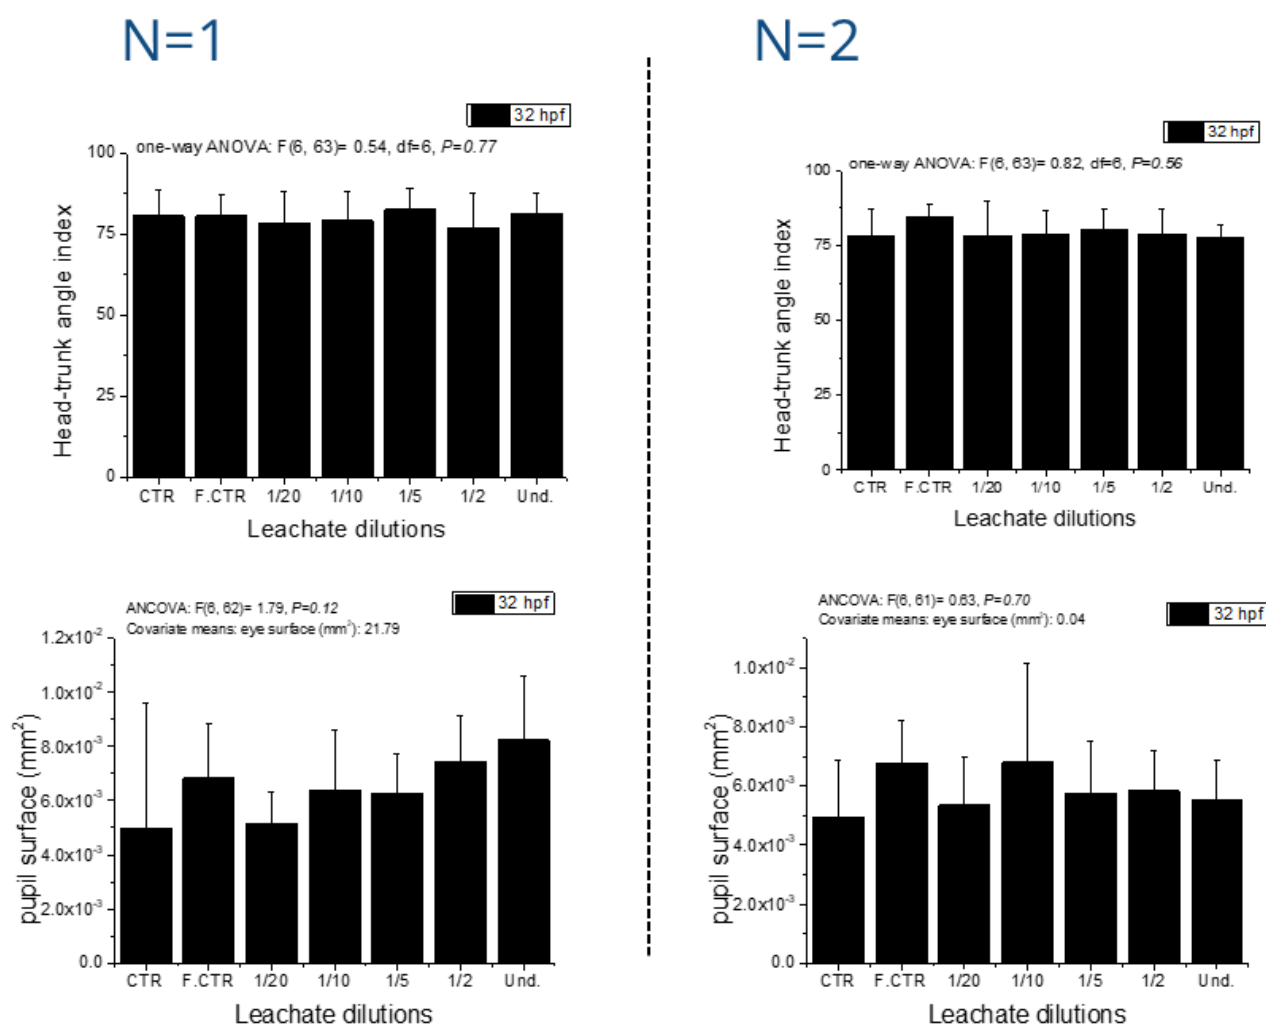 N=1
32 hpf
one-way ANOVA: F(6, 63)= 0.54, df=6, P=0.77
100
75
50
25
0
Head-trunk angle index
CTR F.CTR 1/20 1/10 1/5 1/2 Und.
Leachate dilutions
ANCOVA: F(6, 62)= 1.79, P=0.12
Covariate means: eye surface (mm²): 21.79
32 hpf
1.2x10⁻²
1.0x10⁻²
8.0x10⁻³
6.0x10⁻³
4.0x10⁻³
2.0x10⁻³
0.0
pupil surface (mm²)
CTR F.CTR 1/20 1/10 1/5 1/2 Und.
Leachate dilutions
N=2
32 hpf
one-way ANOVA: F(6, 63)= 0.82, df=6, P=0.56
100
75
50
25
0
Head-trunk angle index
CTR F.CTR 1/20 1/10 1/5 1/2 Und.
Leachate dilutions
ANCOVA: F(6, 61)= 0.63, P=0.70
Covariate means: eye surface (mm²): 0.04
32 hpf
1.0x10⁻²
8.0x10⁻³
6.0x10⁻³
4.0x10⁻³
2.0x10⁻³
0.0
pupil surface (mm²)
CTR F.CTR 1/20 1/10 1/5 1/2 Und.
Leachate dilutions